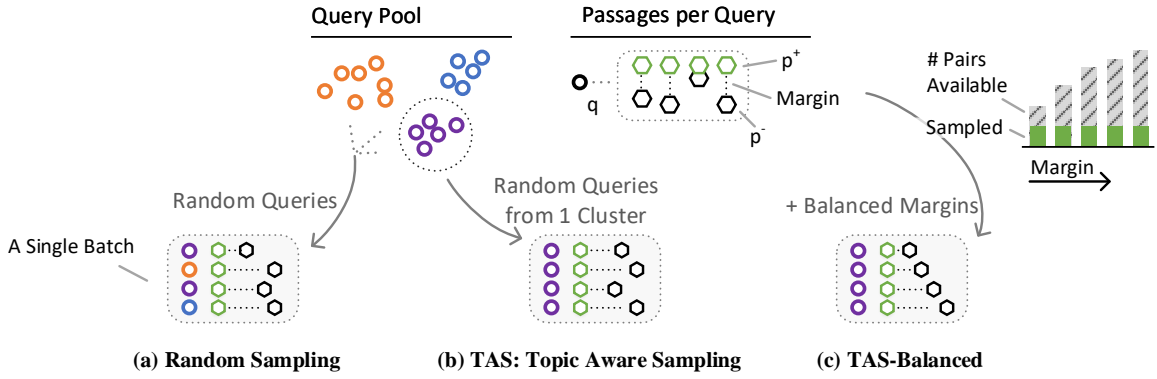 Query Pool
Passages per Query
p+
q
Margin
p-
# Pairs
Available
Sampled
Margin
Random Queries
Random Queries
from 1 Cluster
+ Balanced Margins
A Single Batch
(a) Random Sampling
(b) TAS: Topic Aware Sampling
(c) TAS-Balanced